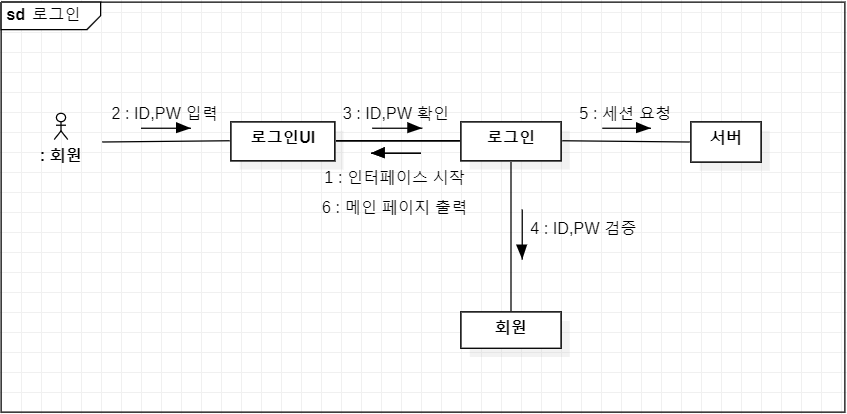 sd 로그인
2 : ID,PW 입력
3 : ID,PW 확인
5 : 세션 요청
: 회원
로그인UI
로그인
서버
1 : 인터페이스 시작
6 : 메인 페이지 출력
4 : ID,PW 검증
회원